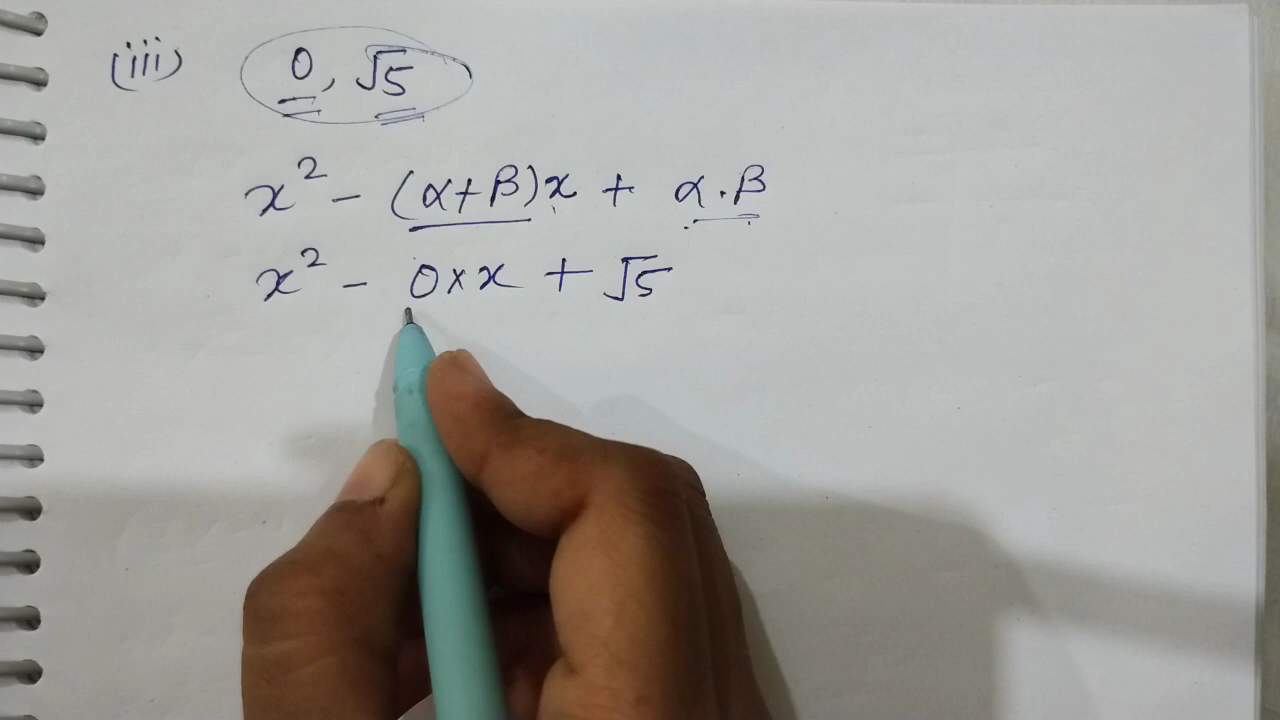 (iii) 0, √5
x² - (α+β)x + α.β
x² - 0×x + √5